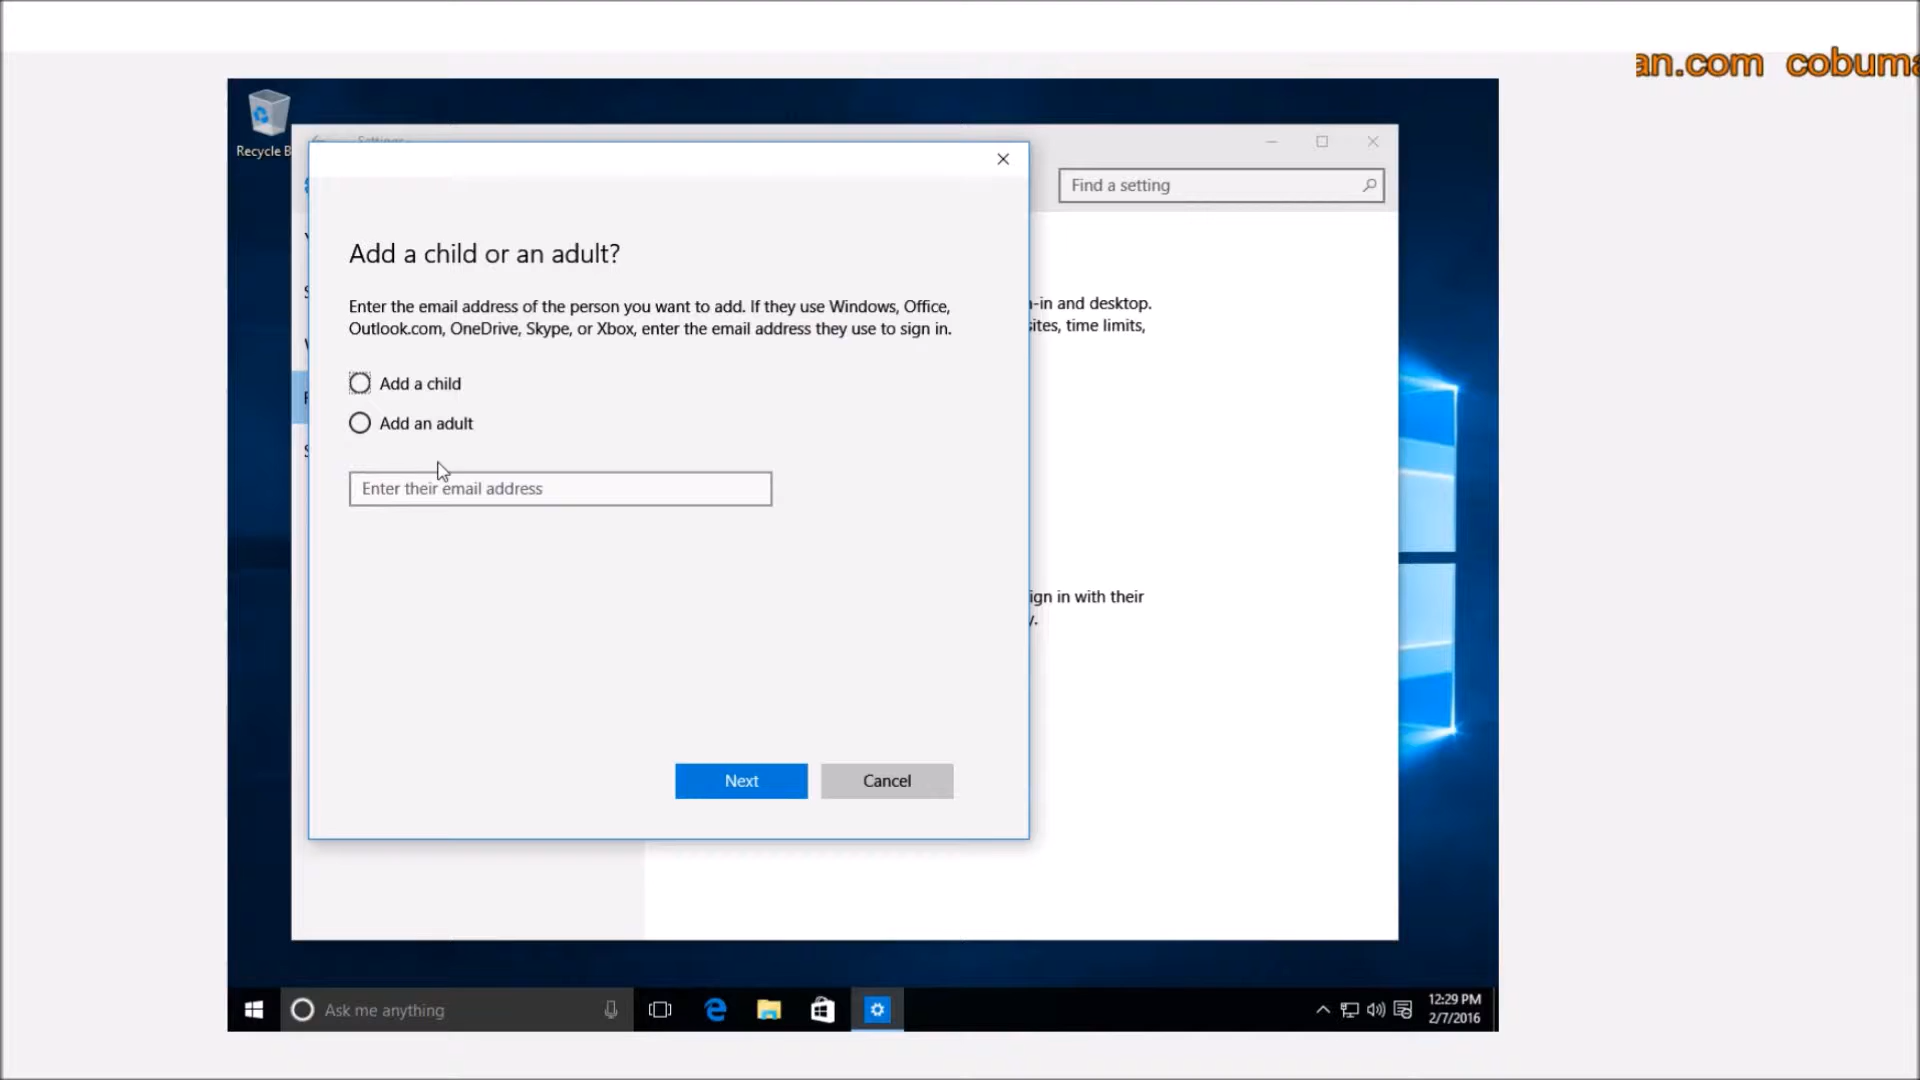 an.com cobuma
Recycle B
Settings
Find a setting
Add a child or an adult?
Enter the email address of the person you want to add. If they use Windows, Office,
Outlook.com, OneDrive, Skype, or Xbox, enter the email address they use to sign in.
-in and desktop.
sites, time limits,
Add a child
Add an adult
Enter their email address
ign in with their
y.
Next
Cancel
Ask me anything
12:29 PM
2/7/2016